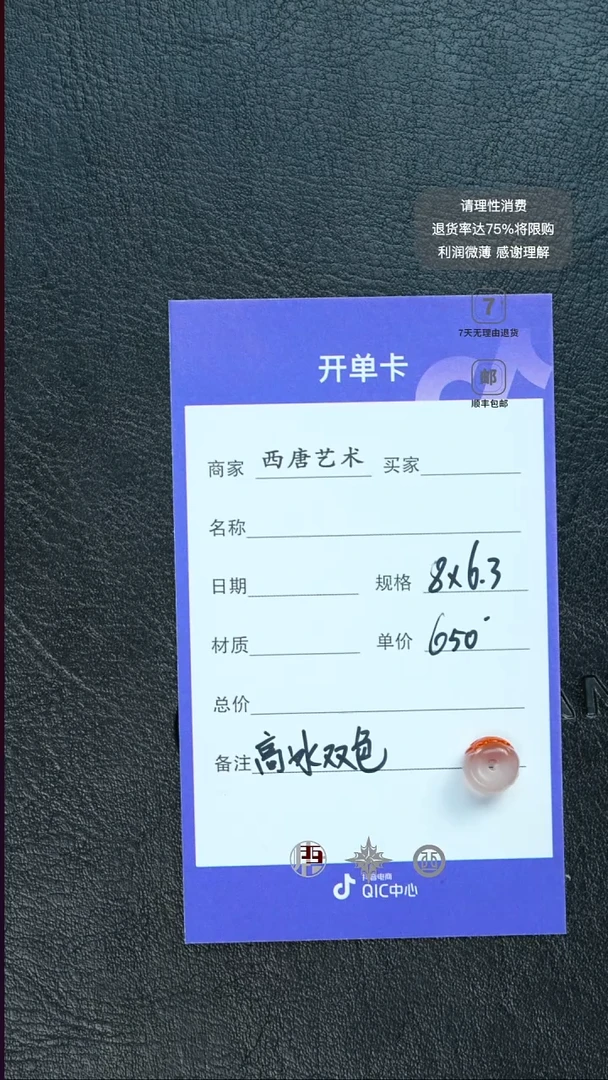 请理性消费
退货率达75%将限购
利润微薄 感谢理解
7
7天无理由退货
邮
顺丰包邮
开单卡
商家 西唐艺术 买家
名称
日期 规格 8x6.3
材质 单价 650
总价
备注 高冰双色
抖音电商
QIC中心